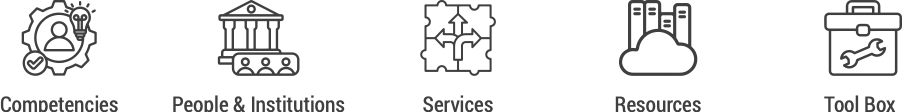 Competencies
People & Institutions
Services
Resources
Tool Box